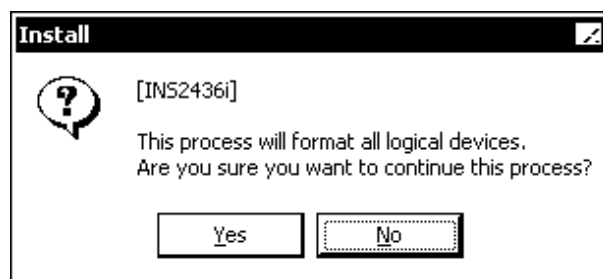 Install
[INS2436i]
This process will format all logical devices.
Are you sure you want to continue this process?
Yes
No